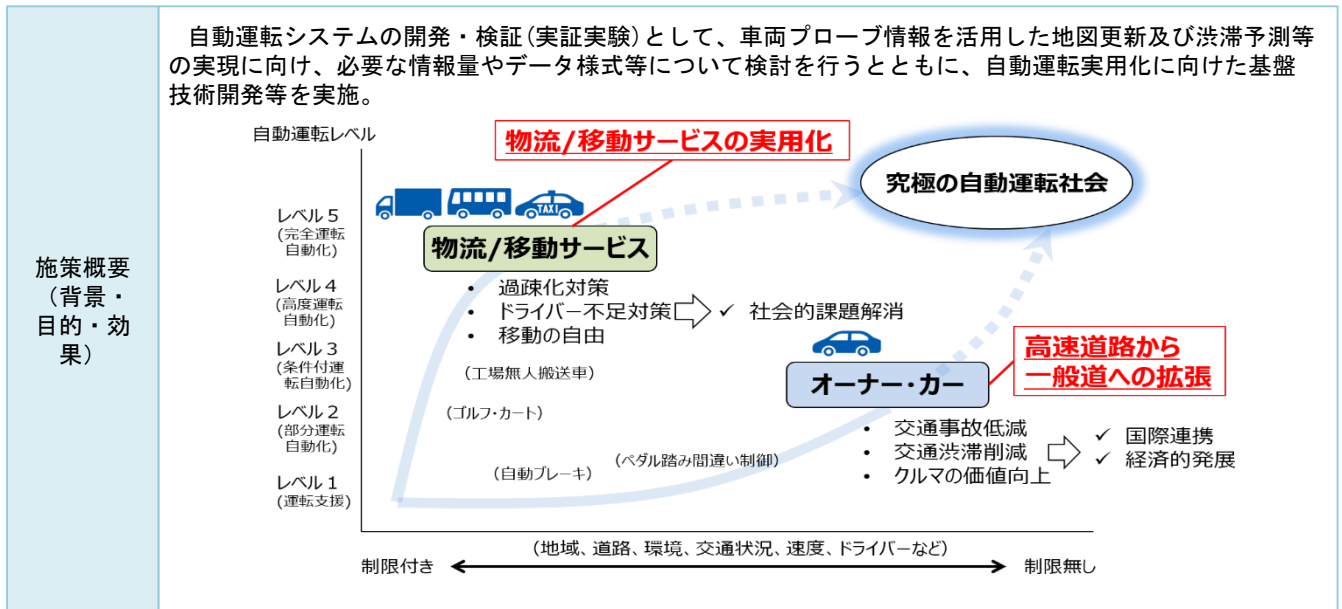 施策概要
(背景・
目的・効
果)
自動運転システムの開発・検証(実証実験)として、車両プローブ情報を活用した地図更新及び渋滞予測等
の実現に向け、必要な情報量やデータ様式等について検討を行うとともに、自動運転実用化に向けた基盤
技術開発等を実施。
自動運転レベル
物流/移動サービスの実用化
究極の自動運転社会
TAXI
レベル5
(完全運転
自動化)
物流/移動サービス
レベル4
(高度運転
自動化)
• 過疎化対策
• ドライバー不足対策
• 移動の自由
✓ 社会的課題解消
レベル3
(条件付運
転自動化)
(工場無人搬送車)
オーナー・カー
高速道路から
一般道への拡張
レベル2
(部分運転
自動化)
(ゴルフ・カート)
• 交通事故低減
• 交通渋滞削減
• クルマの価値向上
✓ 国際連携
✓ 経済的発展
(ペダル踏み間違い制御)
(自動ブレーキ)
レベル1
(運転支援)
(地域、道路、環境、交通状況、速度、ドライバーなど)
制限付き
制限無し